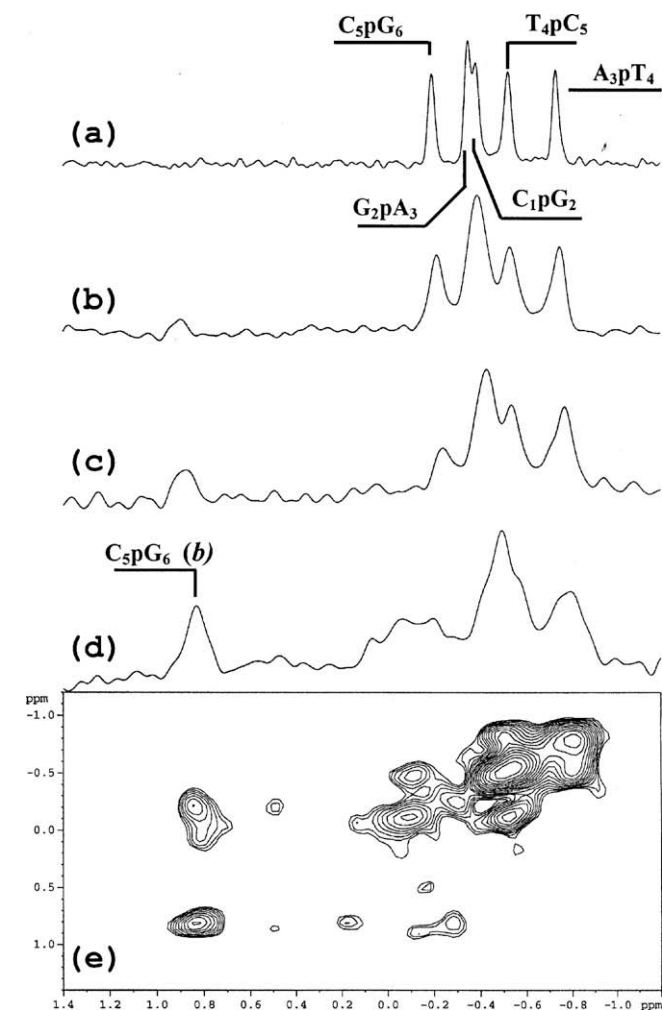 C₅pG₆
T₄pC₅
A₃pT₄
(a)
G₂pA₃
C₁pG₂
(b)
(c)
C₅pG₆ (b)
(d)
ppm
-1.0
-0.5
0.0
0.5
1.0
(e)
1.4 1.2 1.0 0.8 0.6 0.4 0.2 0.0 -0.2 -0.4 -0.6 -0.8 -1.0 ppm